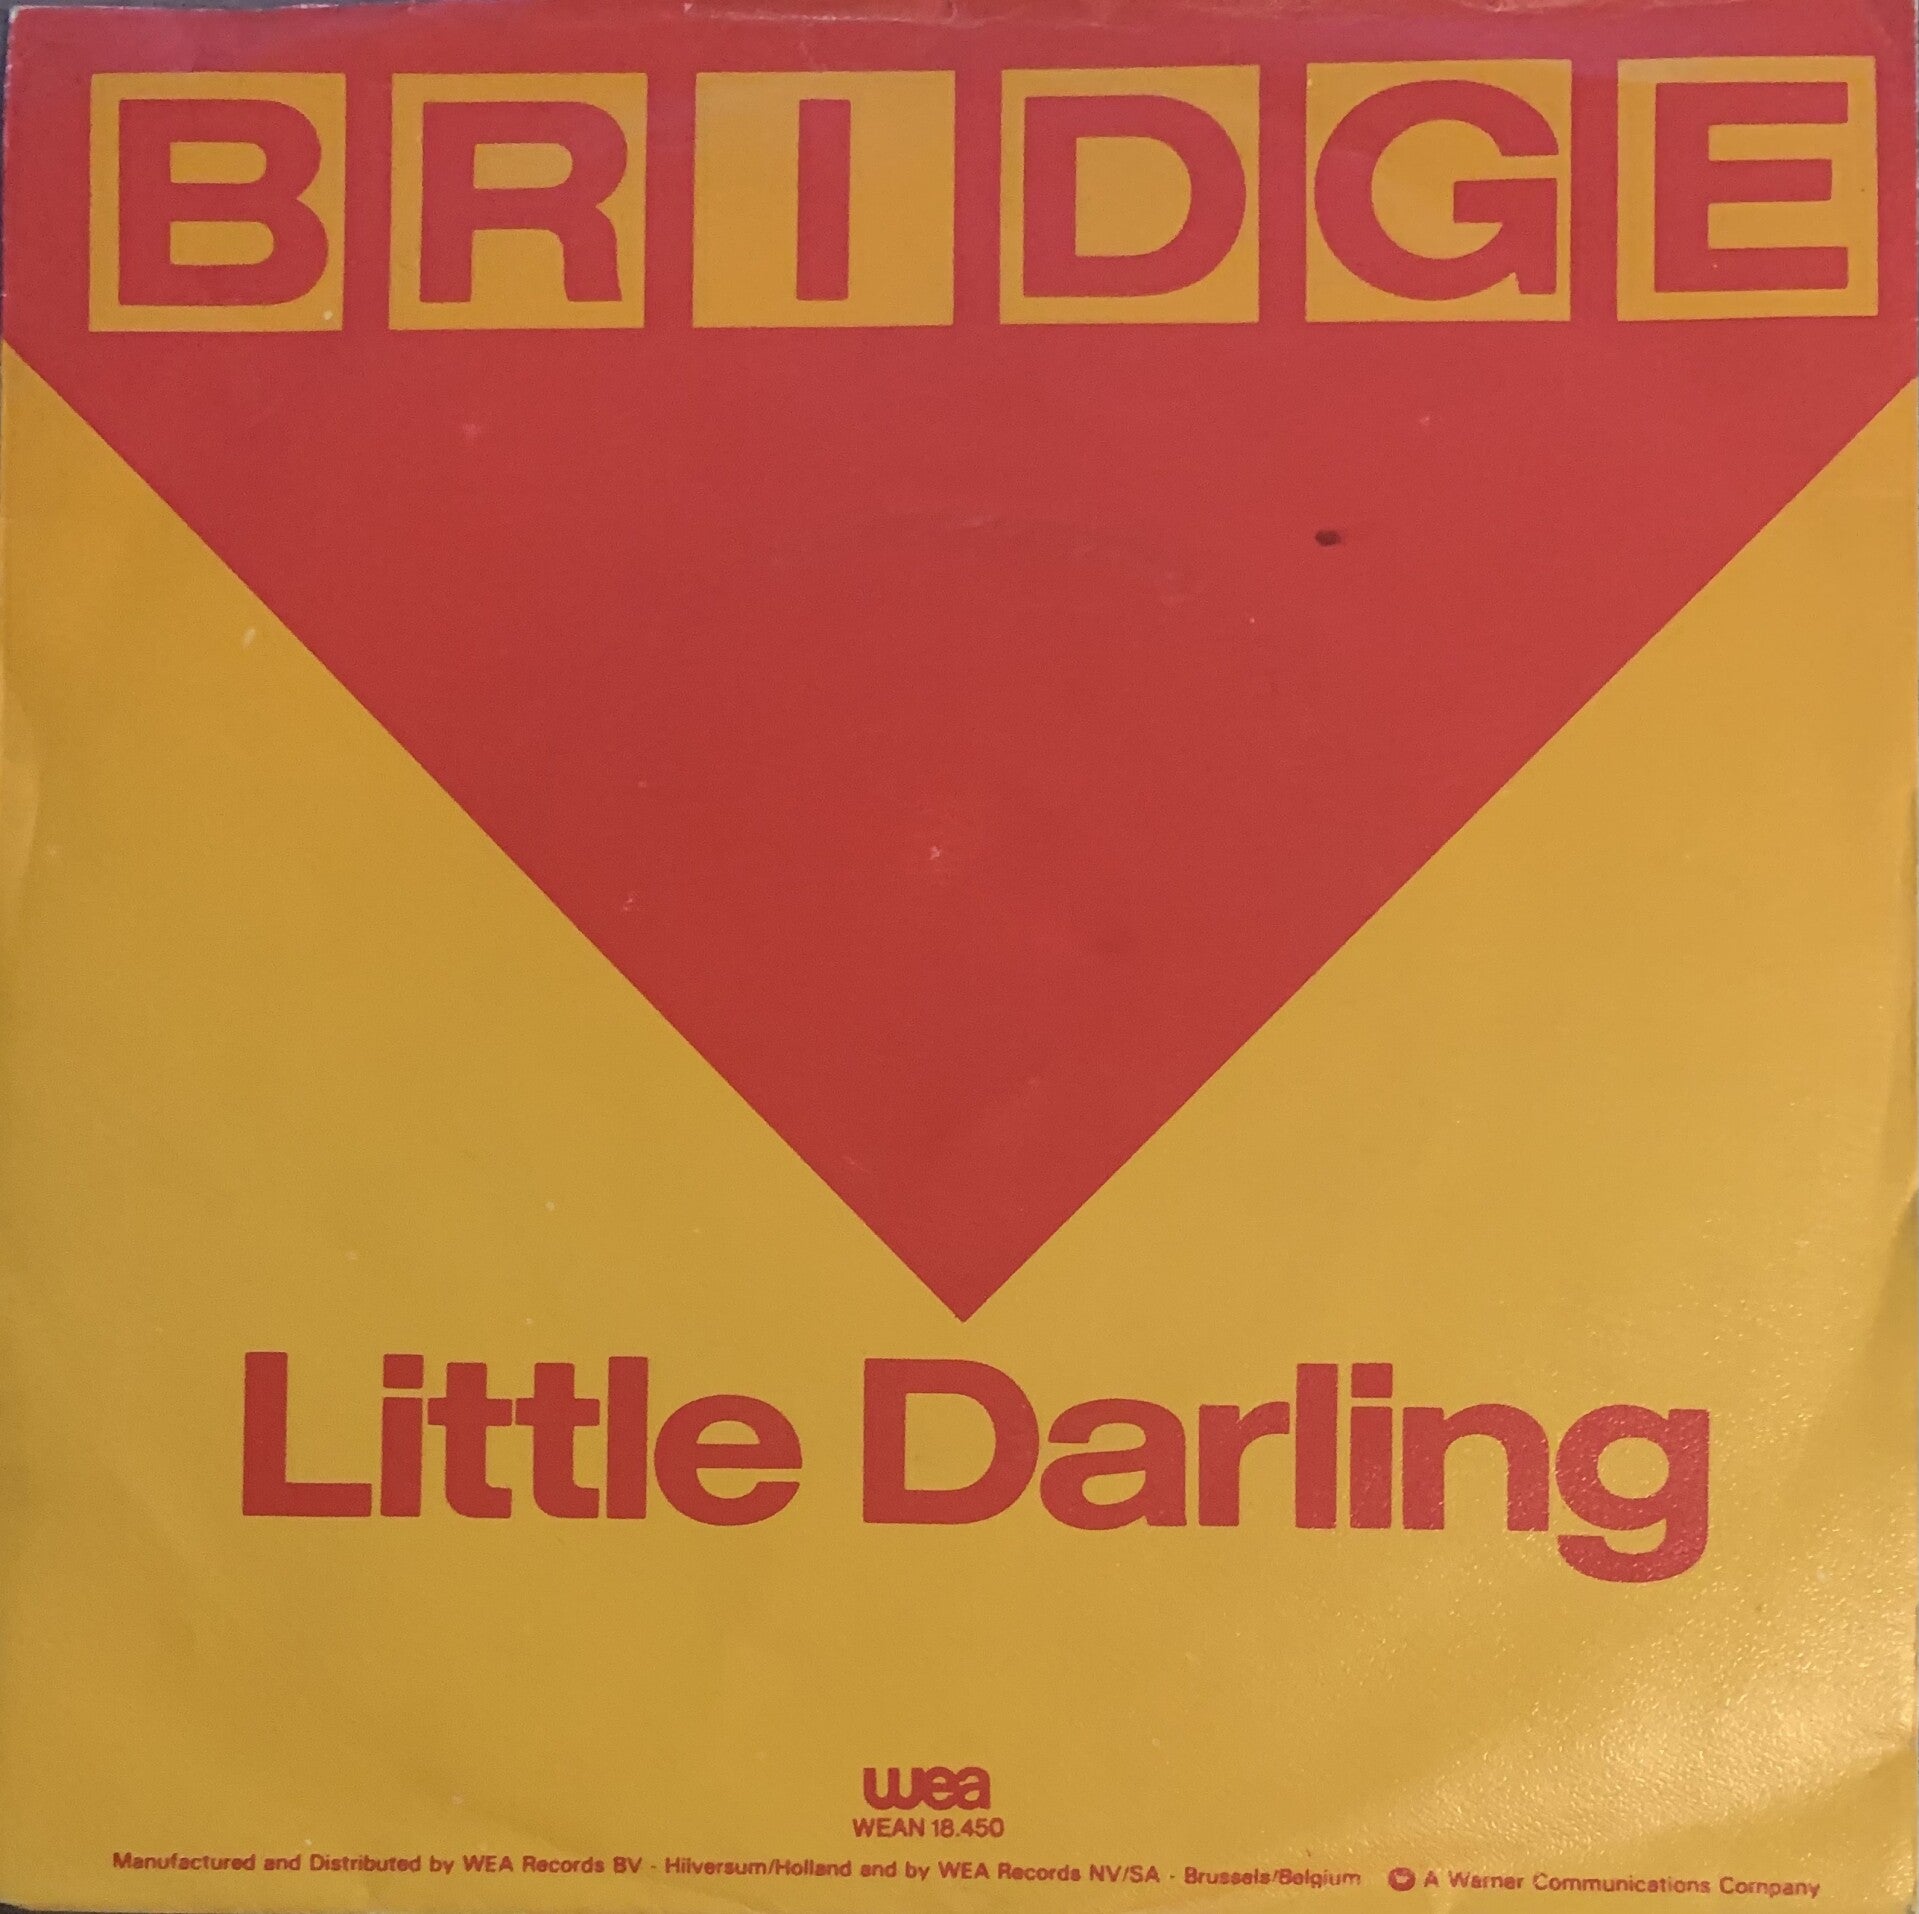 BRIDGE
Little Darling
wea
WEAN 18.450
Manufactured and Distributed by WEA Records BV - Hilversum/Holland and by WEA Records NV/SA - Brussels/Belgium A Warner Communications Company